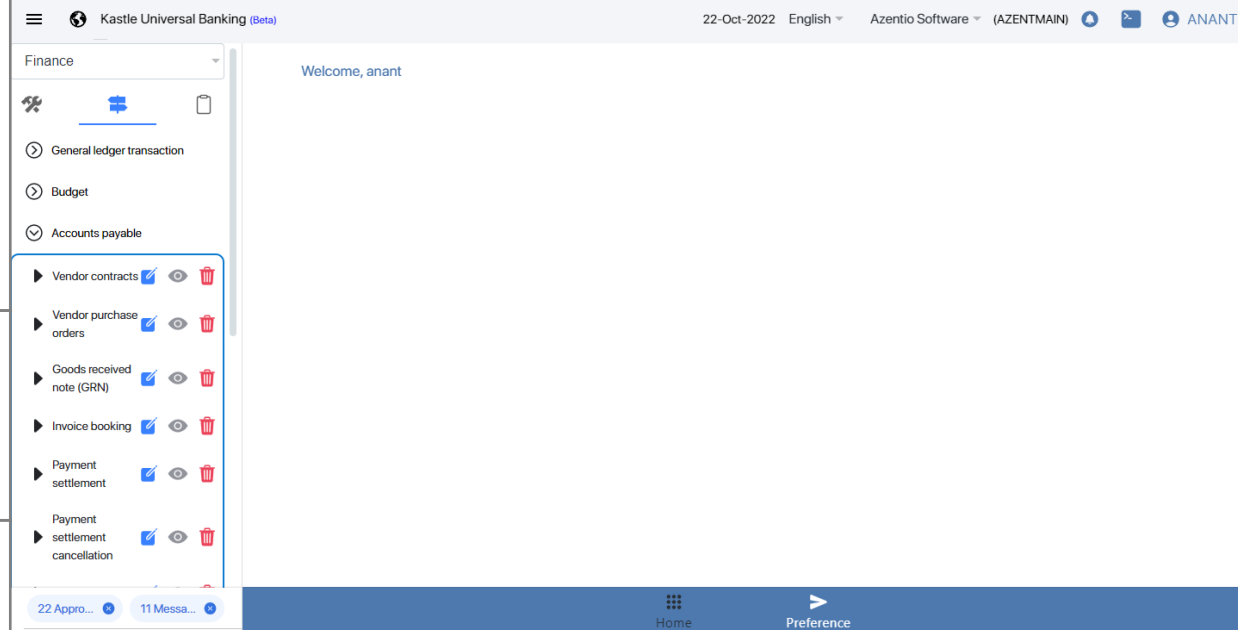 Kastle Universal Banking (Beta)
22-Oct-2022 English Azentio Software (AZENTMAIN) ANANT
Finance
Welcome, anant
General ledger transaction
Budget
Accounts payable
Vendor contracts
Vendor purchase
orders
Goods received
note (GRN)
Invoice booking
Payment
settlement
Payment
settlement
cancellation
22 Appro... 11 Messa...
Home Preference